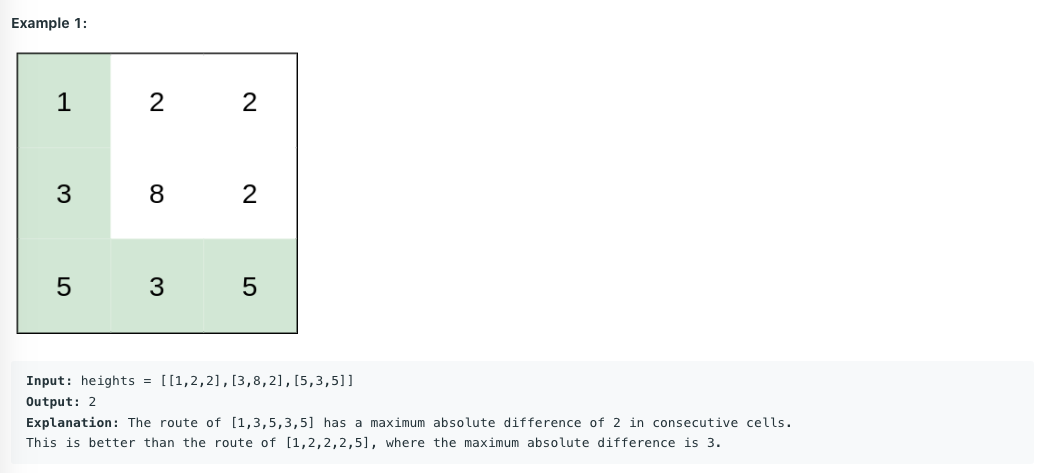 Example 1:
1 2 2
3 8 2
5 3 5
Input: heights = [[1,2,2],[3,8,2],[5,3,5]]
Output: 2
Explanation: The route of [1,3,5,3,5] has a maximum absolute difference of 2 in consecutive cells.
This is better than the route of [1,2,2,2,5], where the maximum absolute difference is 3.